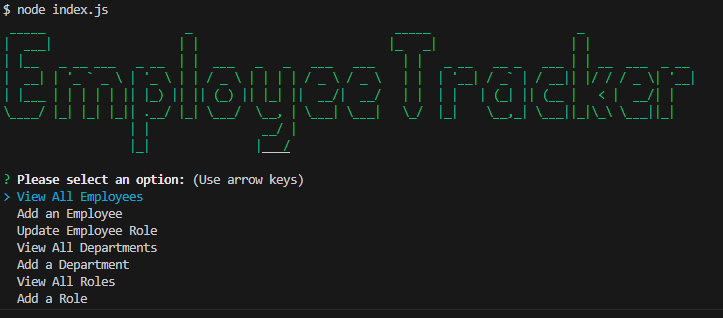 $ node index.js
Employee Tracker
? Please select an option: (Use arrow keys)
> View All Employees
Add an Employee
Update Employee Role
View All Departments
Add a Department
View All Roles
Add a Role